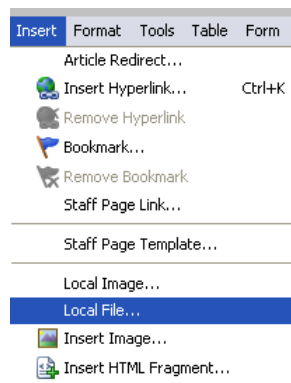 Insert Format Tools Table Form
Article Redirect...
Insert Hyperlink... Ctrl+K
Remove Hyperlink
Bookmark...
Remove Bookmark
Staff Page Link...
Staff Page Template...
Local Image...
Local File...
Insert Image...
Insert HTML Fragment...